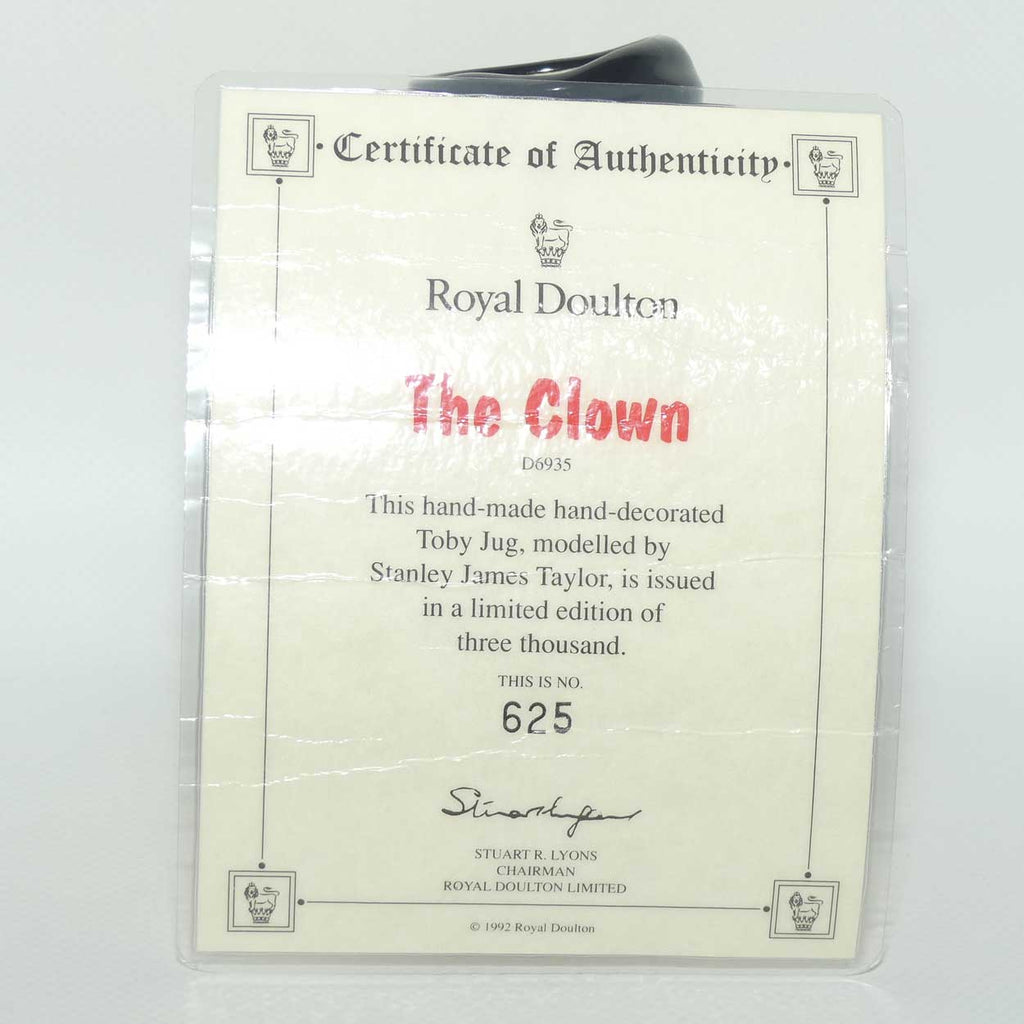 Certificate of Authenticity
Royal Doulton
The Clown
D6935
This hand-made hand-decorated
Toby Jug, modelled by
Stanley James Taylor, is issued
in a limited edition of
three thousand.
THIS IS NO.
625
STUART R. LYONS
CHAIRMAN
ROYAL DOULTON LIMITED
© 1992 Royal Doulton